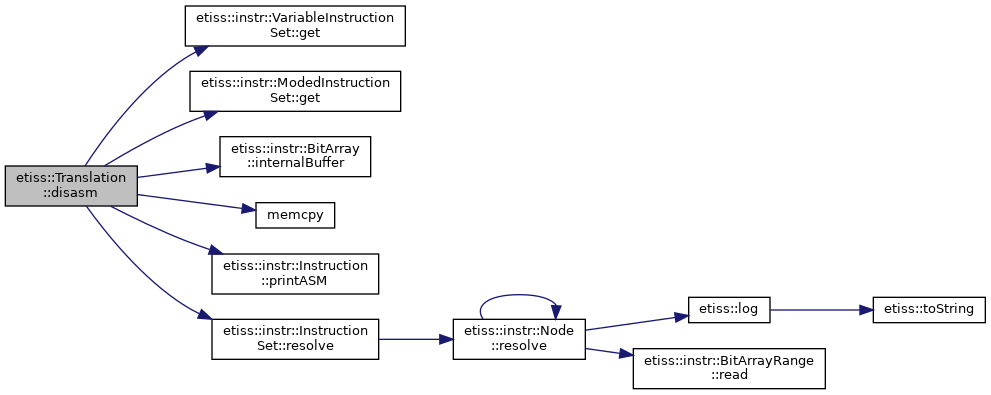 etiss::instr::VariableInstruction
Set::get
etiss::instr::ModedInstruction
Set::get
etiss::instr::BitArray
::internalBuffer
etiss::Translation
::disasm
memcpy
etiss::instr::Instruction
::printASM
etiss::instr::Instruction
Set::resolve
etiss::instr::Node
::resolve
etiss::log
etiss::toString
etiss::instr::BitArrayRange
::read